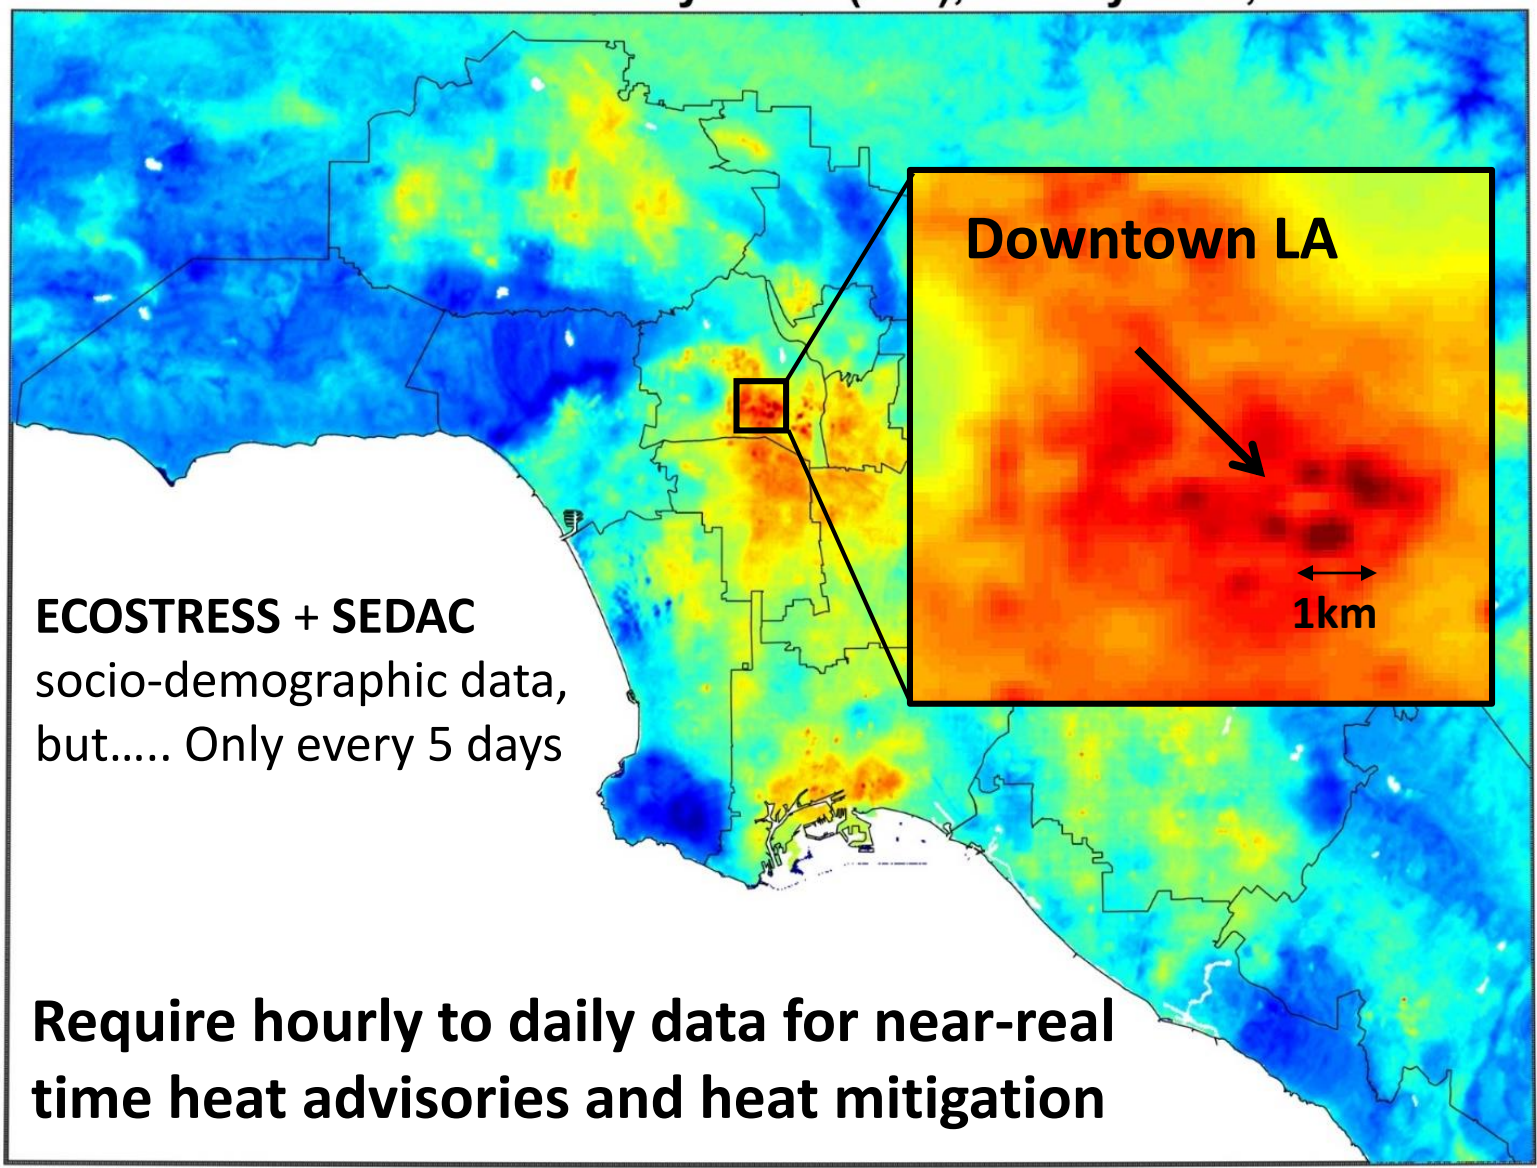 Downtown LA
1km
ECOSTRESS + SEDAC
socio-demographic data,
but..... Only every 5 days
Require hourly to daily data for near-real
time heat advisories and heat mitigation